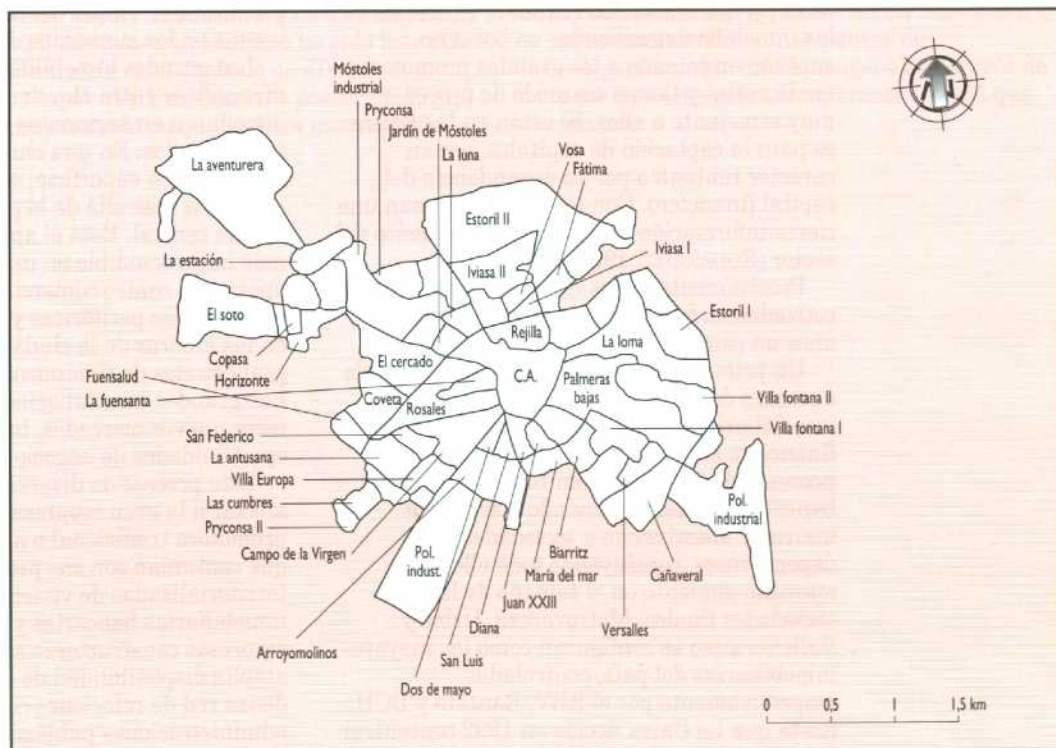 Móstoles
industrial
Pryconsa
Jardín de Móstoles
La luna
Vosa
Fátima
La aventurera
Estoril II
Iviasa I
La estación
Iviasa II
Estoril I
El soto
Rejilla
La loma
Copasa
Horizonte
El cercado
C.A.
Palmeras
bajas
Fuensalud
La fuensanta
Coveta
Rosales
Villa fontana II
Villa fontana I
San Federico
La antusana
Villa Europa
Las cumbres
Pryconsa II
Campo de la Virgen
Pol.
indust.
Pol.
industrial
Biarritz
María del mar
Cañaveral
Juan XXIII
Versalles
Diana
Arroyomolinos
San Luis
Dos de mayo
0 0,5 1 1,5 km